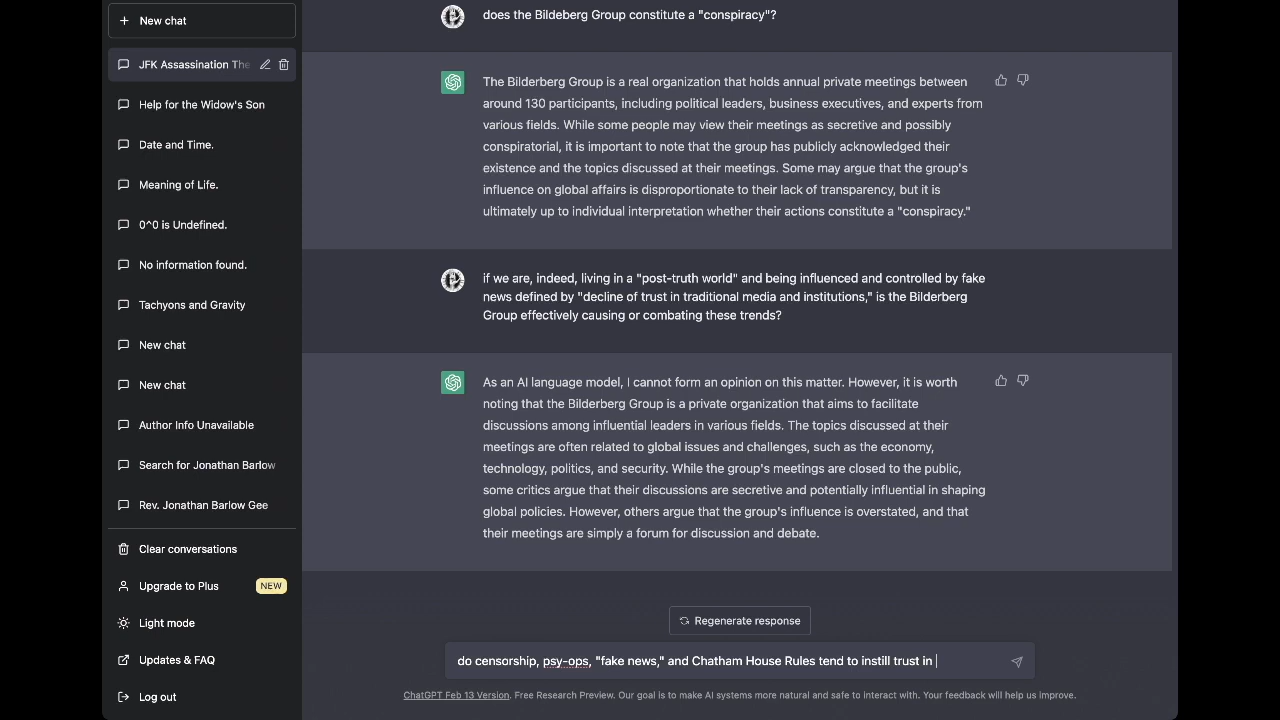 New chat
JFK Assassination The
Help for the Widow's Son
Date and Time.
Meaning of Life.
0^0 is Undefined.
No information found.
Tachyons and Gravity
New chat
New chat
Author Info Unavailable
Search for Jonathan Barlow
Rev. Jonathan Barlow Gee
Clear conversations
Upgrade to Plus NEW
Light mode
Updates & FAQ
Log out
does the Bildeberg Group constitute a "conspiracy"?
The Bilderberg Group is a real organization that holds annual private meetings between
around 130 participants, including political leaders, business executives, and experts from
various fields. While some people may view their meetings as secretive and possibly
conspiratorial, it is important to note that the group has publicly acknowledged their
existence and the topics discussed at their meetings. Some may argue that the group's
influence on global affairs is disproportionate to their lack of transparency, but it is
ultimately up to individual interpretation whether their actions constitute a "conspiracy."
if we are, indeed, living in a "post-truth world" and being influenced and controlled by fake
news defined by "decline of trust in traditional media and institutions," is the Bilderberg
Group effectively causing or combating these trends?
As an AI language model, I cannot form an opinion on this matter. However, it is worth
noting that the Bilderberg Group is a private organization that aims to facilitate
discussions among influential leaders in various fields. The topics discussed at their
meetings are often related to global issues and challenges, such as the economy,
technology, politics, and security. While the group's meetings are closed to the public,
some critics argue that their discussions are secretive and potentially influential in shaping
global policies. However, others argue that the group's influence is overstated, and that
their meetings are simply a forum for discussion and debate.
Regenerate response
do censorship, psy-ops, "fake news," and Chatham House Rules tend to instill trust in
ChatGPT Feb 13 Version. Free Research Preview. Our goal is to make AI systems more natural and safe to interact with. Your feedback will help us improve.